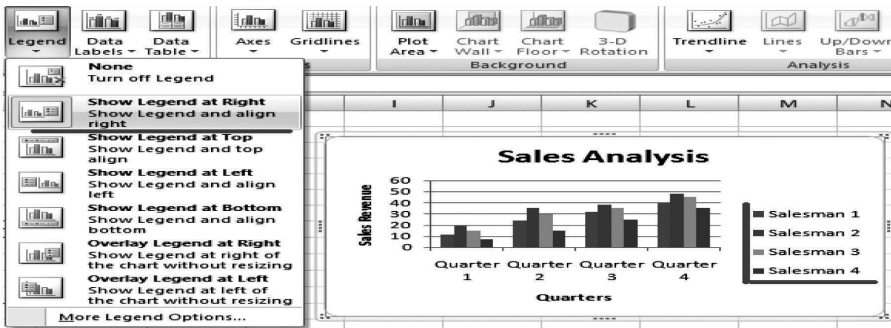 Legend
Data Labels
Data Table
Axes
Gridlines
Plot Area
Chart Wall
Chart Floor
3-D Rotation
Trendline
Lines
Up/Down Bars
Background
Analysis
None
Turn off Legend
Show Legend at Right
Show Legend and align
right
Show Legend at Top
Show Legend and top
align
Show Legend at Left
Show Legend and align
left
Show Legend at Bottom
Show Legend and align
bottom
Overlay Legend at Right
Show Legend at right of
the chart without resizing
Overlay Legend at Left
Show Legend at left of
the chart without resizing
More Legend Options...
I J K L M N
Sales Analysis
Sales Revenue
60
50
40
30
20
10
0
Quarter Quarter Quarter Quarter
1 2 3 4
Quarters
Salesman 1
Salesman 2
Salesman 3
Salesman 4